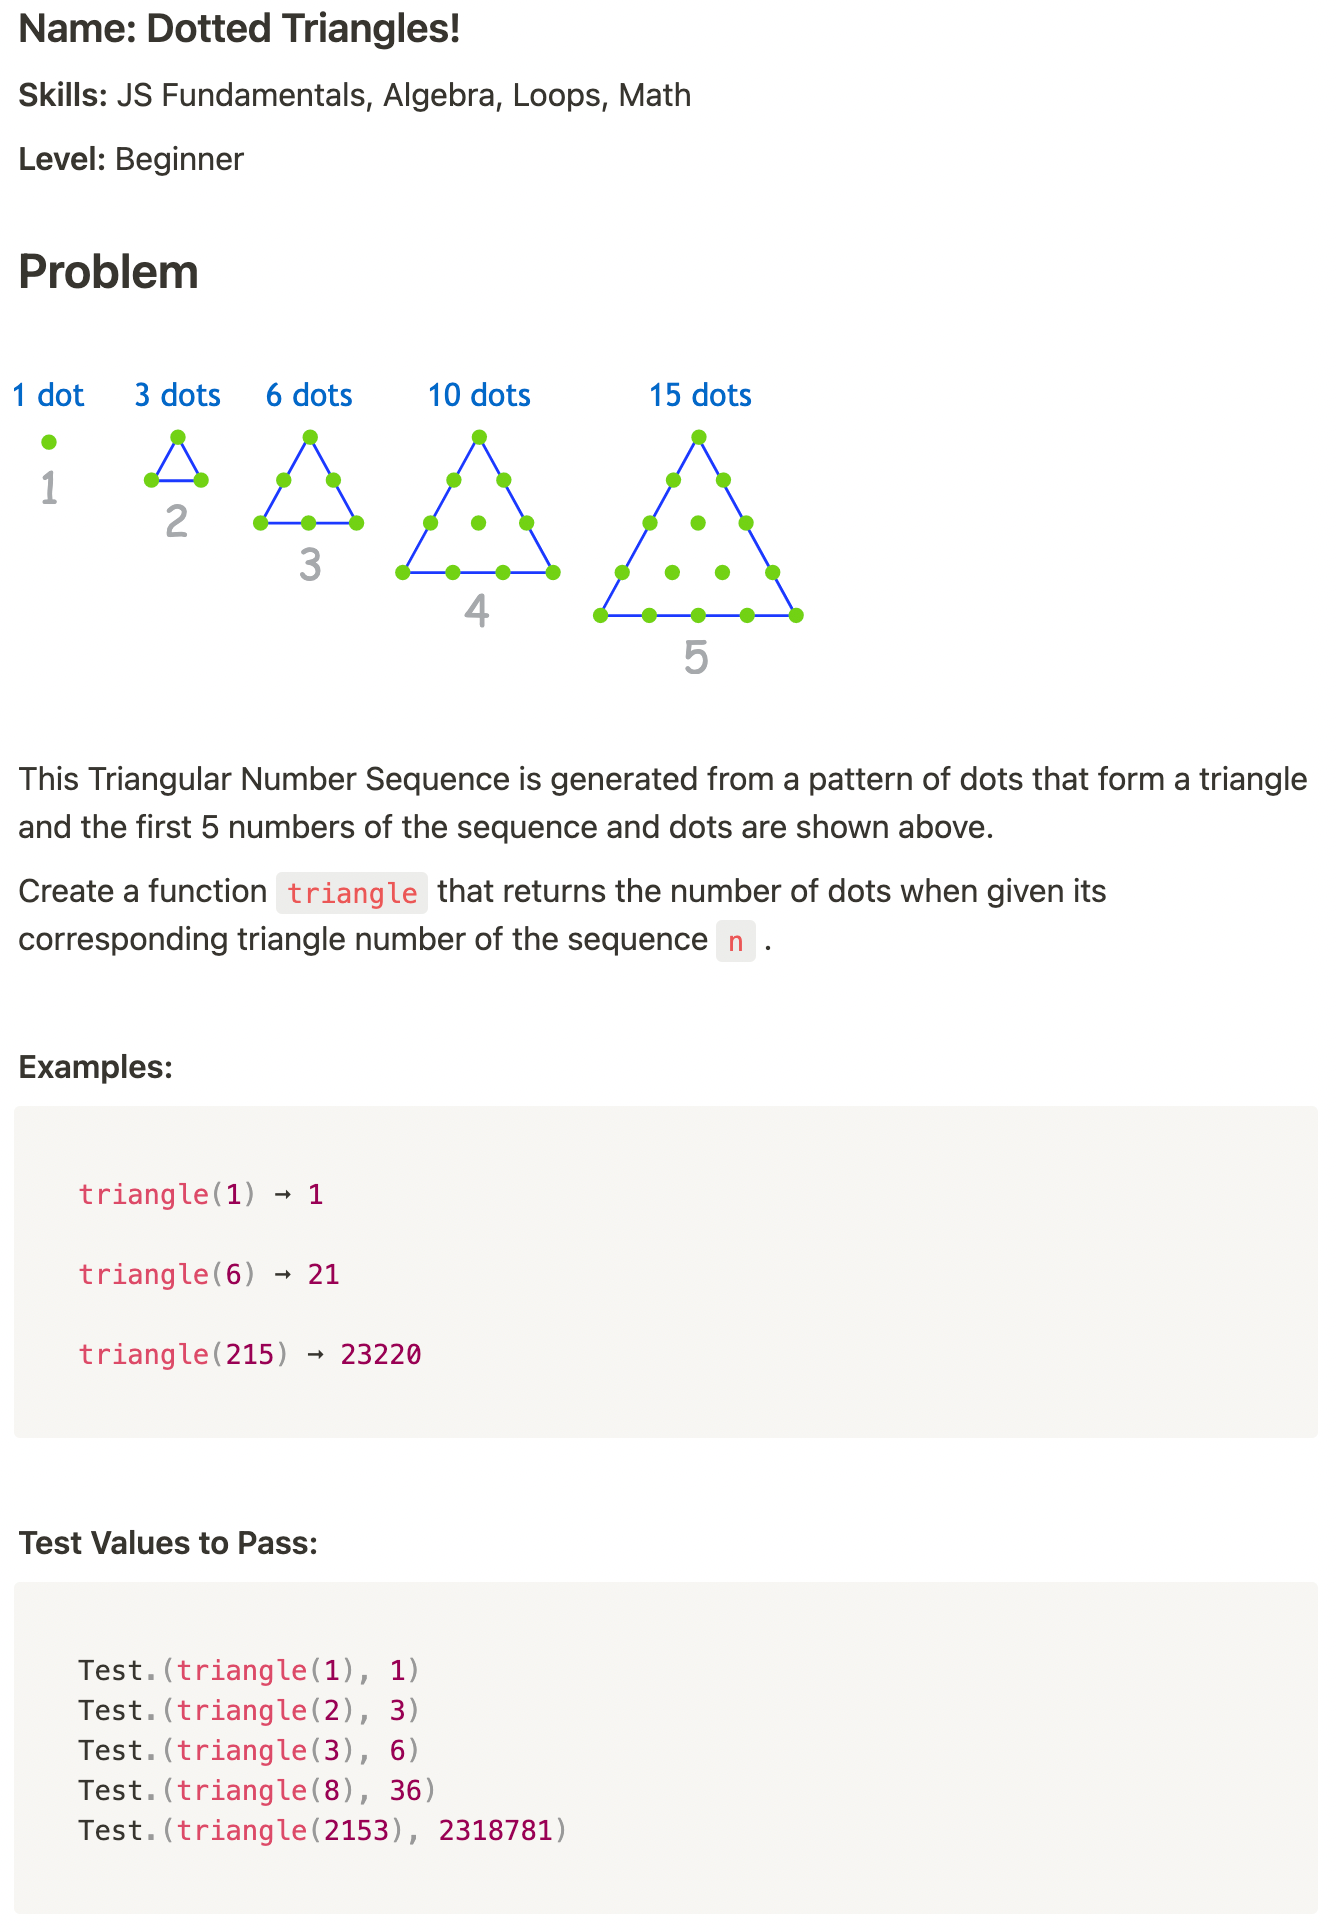 Name: Dotted Triangles!
Skills: JS Fundamentals, Algebra, Loops, Math
Level: Beginner
Problem
1 dot 3 dots 6 dots 10 dots 15 dots
1
2
3
4
5
This Triangular Number Sequence is generated from a pattern of dots that form a triangle
and the first 5 numbers of the sequence and dots are shown above.
Create a function triangle that returns the number of dots when given its
corresponding triangle number of the sequence n .
Examples:
triangle(1) → 1
triangle(6) → 21
triangle(215) → 23220
Test Values to Pass:
Test.(triangle(1), 1)
Test.(triangle(2), 3)
Test.(triangle(3), 6)
Test.(triangle(8), 36)
Test.(triangle(2153), 2318781)